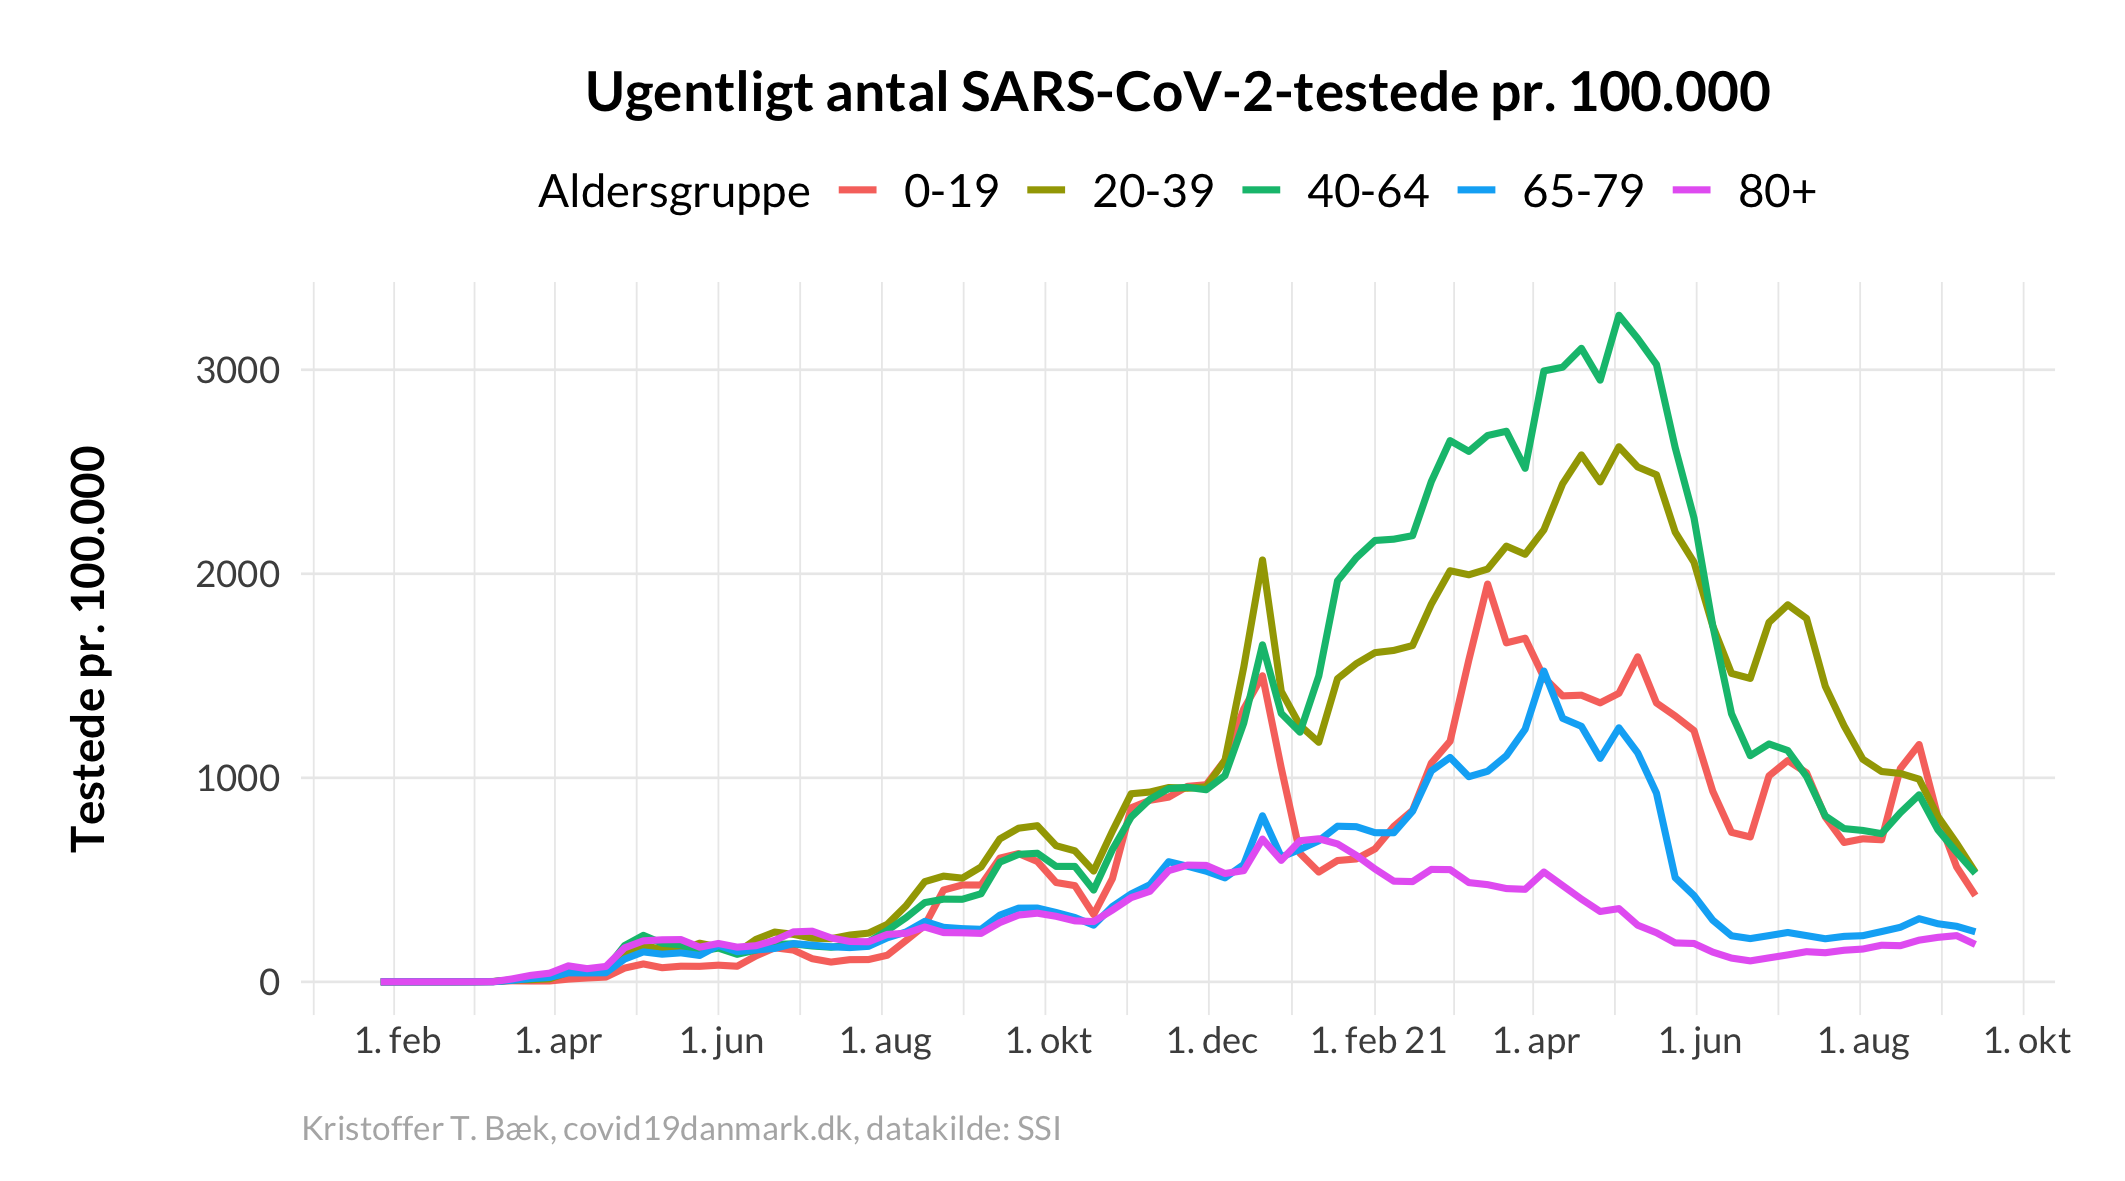 Ugentligt antal SARS-CoV-2-testede pr. 100.000
Aldersgruppe 0-19 20-39 40-64 65-79 80+
Testede pr. 100.000
3000
2000
1000
0
1. feb 1. apr 1. jun 1. aug 1. okt 1. dec 1. feb 21 1. apr 1. jun 1. aug 1. okt
Kristoffer T. Bæk, covid19danmark.dk, datakilde: SSI